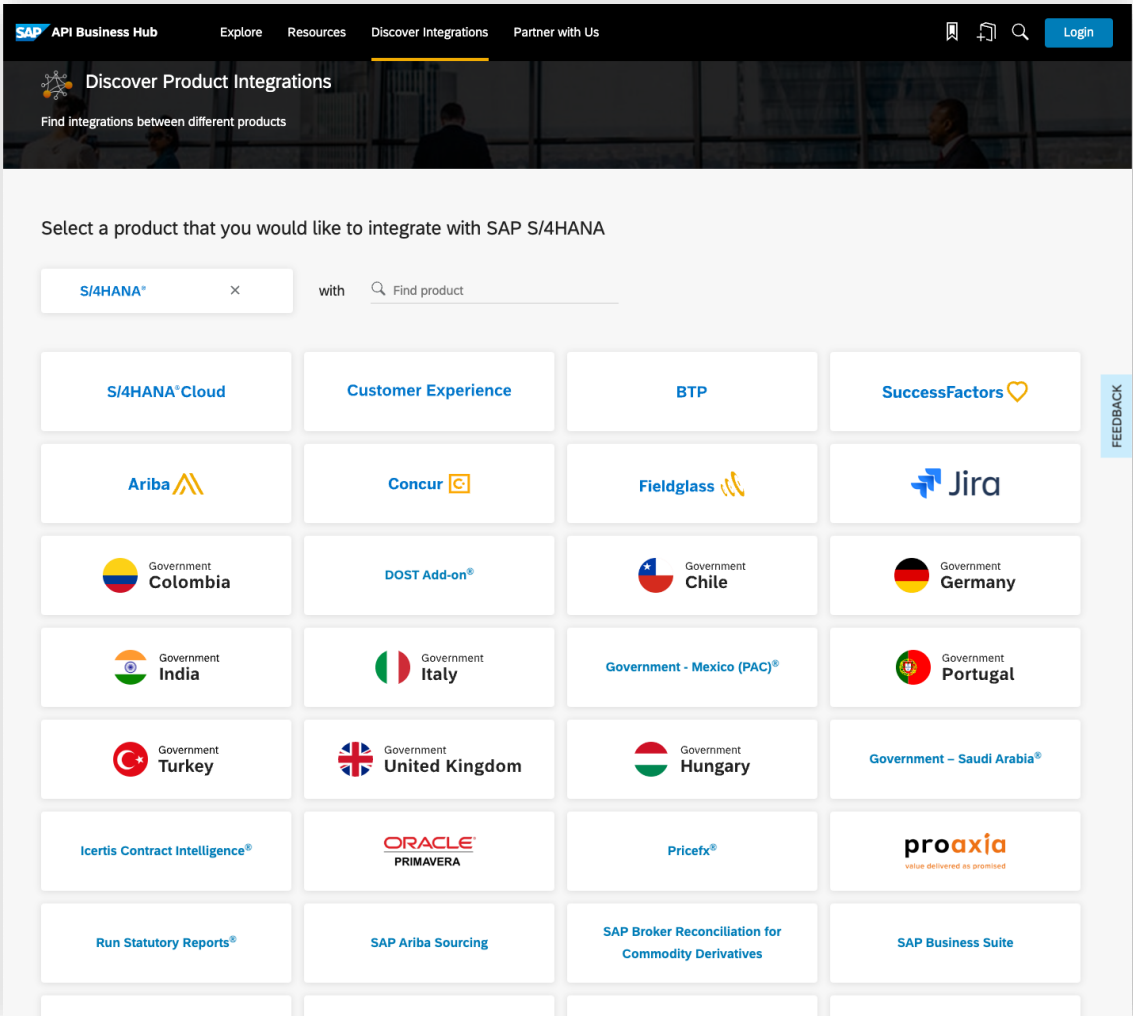 SAP API Business Hub
Explore
Resources
Discover Integrations
Partner with Us
Login
Discover Product Integrations
Find integrations between different products
Select a product that you would like to integrate with SAP S/4HANA
S/4HANA® ×
with
Find product
S/4HANA®Cloud
Customer Experience
BTP
SuccessFactors
FEEDBACK
Ariba
Concur
Fieldglass
Jira
Government
Colombia
DOST Add-on®
Government
Chile
Government
Germany
Government
India
Government
Italy
Government - Mexico (PAC)®
Government
Portugal
Government
Turkey
Government
United Kingdom
Government
Hungary
Government – Saudi Arabia®
Icertis Contract Intelligence®
ORACLE®
PRIMAVERA
Pricefx®
proaxia
value delivered as promised
Run Statutory Reports®
SAP Ariba Sourcing
SAP Broker Reconciliation for
Commodity Derivatives
SAP Business Suite